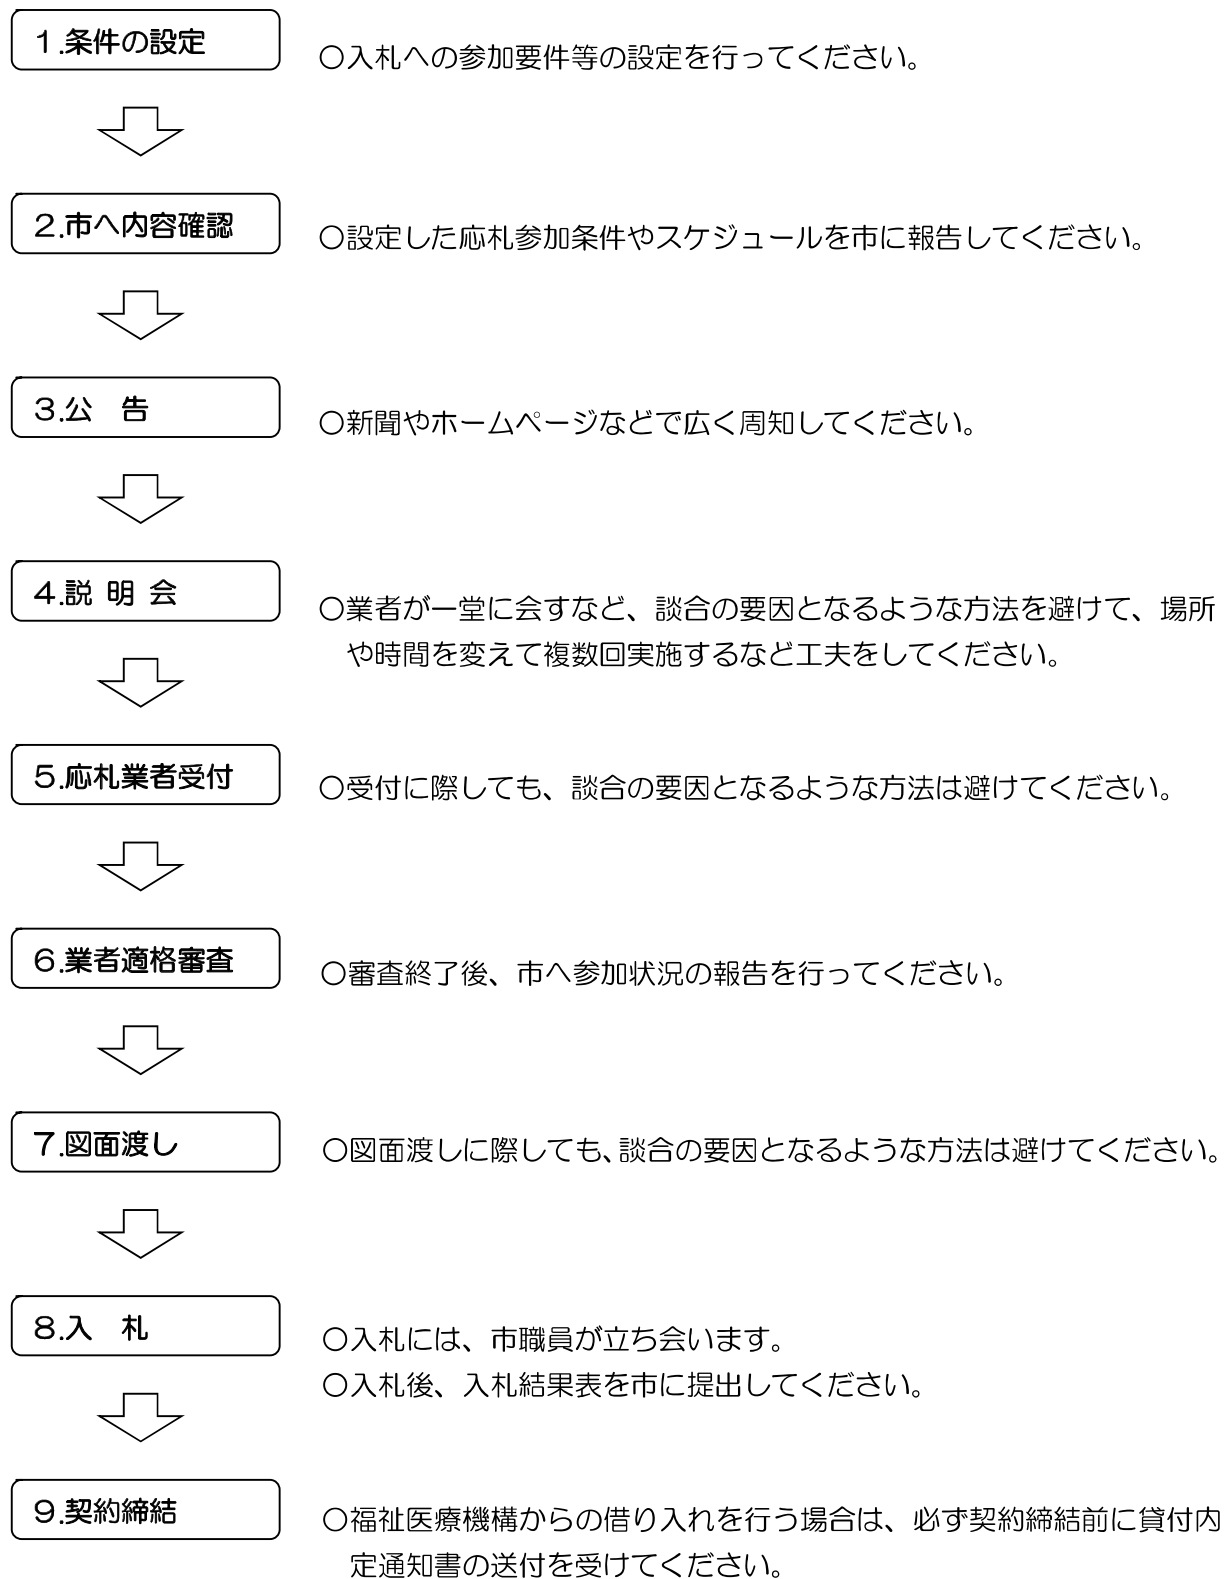 １.条件の設定
○入札への参加要件等の設定を行ってください。
２.市へ内容確認
○設定した応札参加条件やスケジュールを市に報告してください。
３.公　告
○新聞やホームページなどで広く周知してください。
４.説 明 会
○業者が一堂に会すなど、談合の要因となるような方法を避けて、場所
や時間を変えて複数回実施するなど工夫をしてください。
５.応札業者受付
○受付に際しても、談合の要因となるような方法は避けてください。
６.業者適格審査
○審査終了後、市へ参加状況の報告を行ってください。
７.図面渡し
○図面渡しに際しても、談合の要因となるような方法は避けてください。
８.入　札
○入札には、市職員が立ち会います。
○入札後、入札結果表を市に提出してください。
９.契約締結
○福祉医療機構からの借り入れを行う場合は、必ず契約締結前に貸付内
定通知書の送付を受けてください。